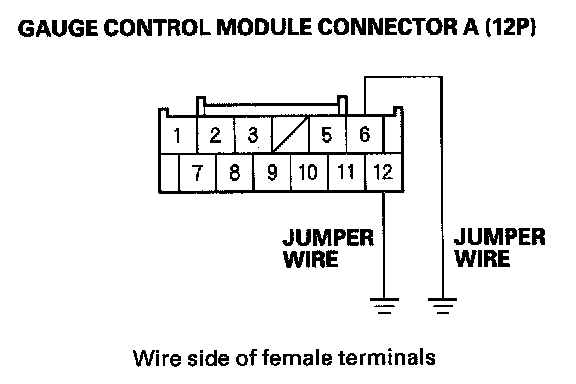 GAUGE CONTROL MODULE CONNECTOR A (12P)
1 2 3 5 6
7 8 9 10 11 12
JUMPER WIRE
JUMPER WIRE
Wire side of female terminals